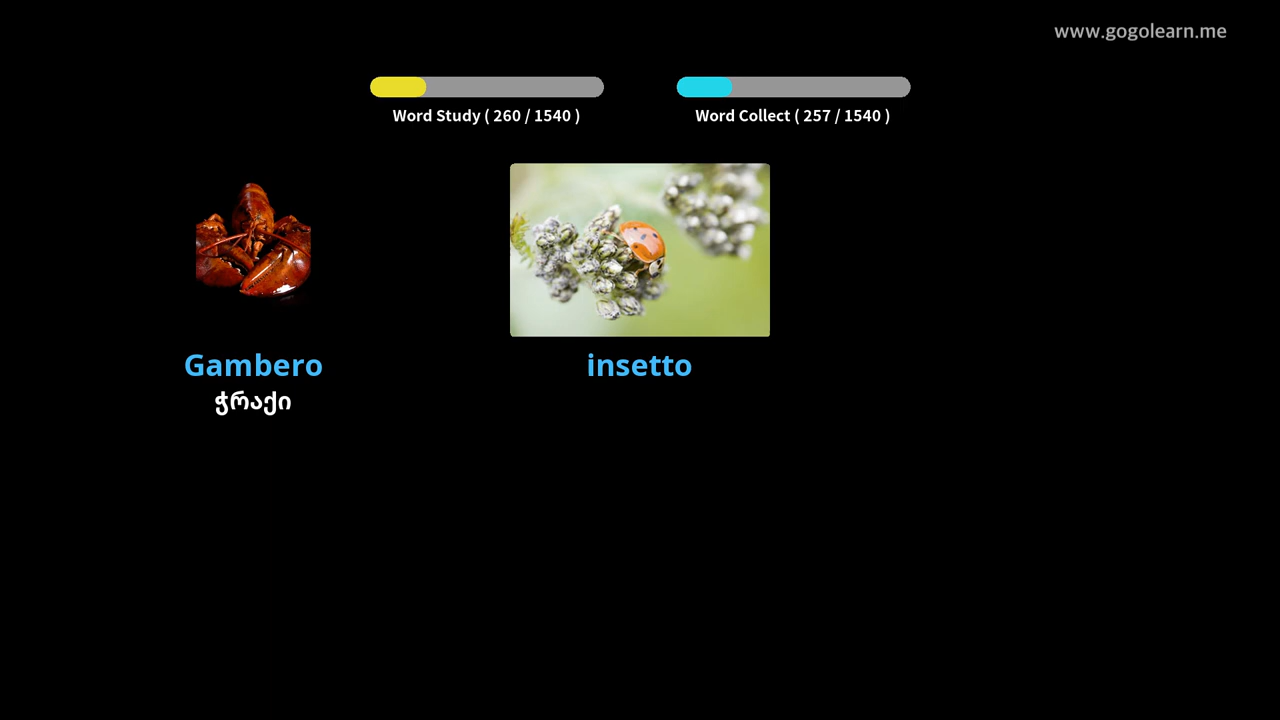 www.gogolearn.me
Word Study ( 260 / 1540 )
Word Collect ( 257 / 1540 )
Gambero
ჭრაქი
insetto